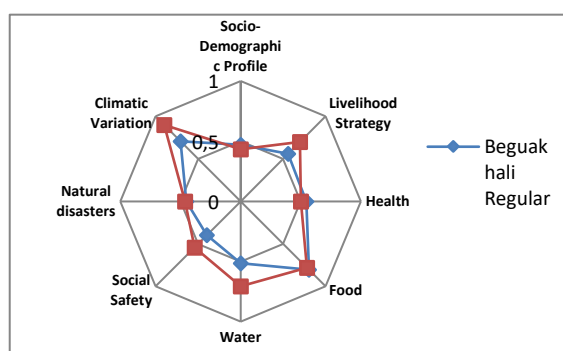 Socio-
Demographi
c Profile
Climatic
Variation
1
Livelihood
Strategy
0,5
Beguak
hali
Regular
Natural
disasters
0
Health
Social
Safety
Food
Water